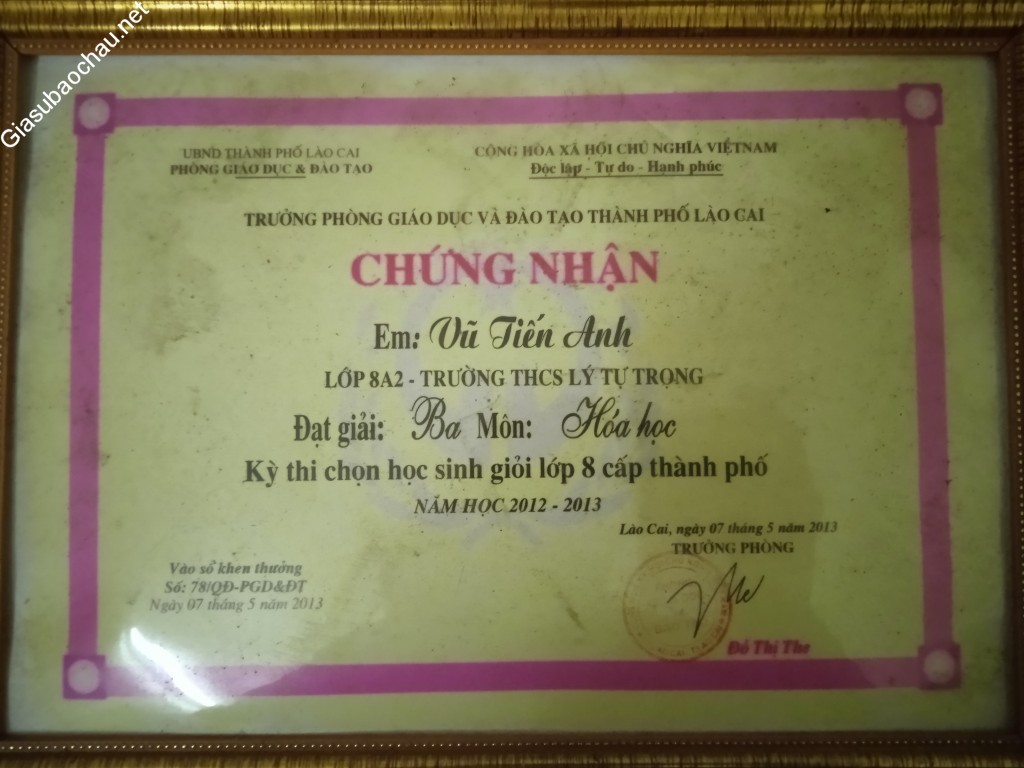 Giasubaochau.net
UBND THÀNH PHỐ LÀO CAI
PHÒNG GIÁO DỤC & ĐÀO TẠO
CỘNG HÒA XÃ HỘI CHỦ NGHĨA VIỆT NAM
Độc lập - Tự do - Hạnh phúc
TRƯỞNG PHÒNG GIÁO DỤC VÀ ĐÀO TẠO THÀNH PHỐ LÀO CAI
CHỨNG NHẬN
Em: Vũ Tiến Anh
LỚP 8A2 - TRƯỜNG THCS LÝ TỰ TRỌNG
Đạt giải: Ba Môn: Hóa học
Kỳ thi chọn học sinh giỏi lớp 8 cấp thành phố
NĂM HỌC 2012 - 2013
Lào Cai, ngày 07 tháng 5 năm 2013
TRƯỞNG PHÒNG
Vào sổ khen thưởng
Số: 78/QĐ-PGD&ĐT
Ngày 07 tháng 5 năm 2013
Đỗ Thị The